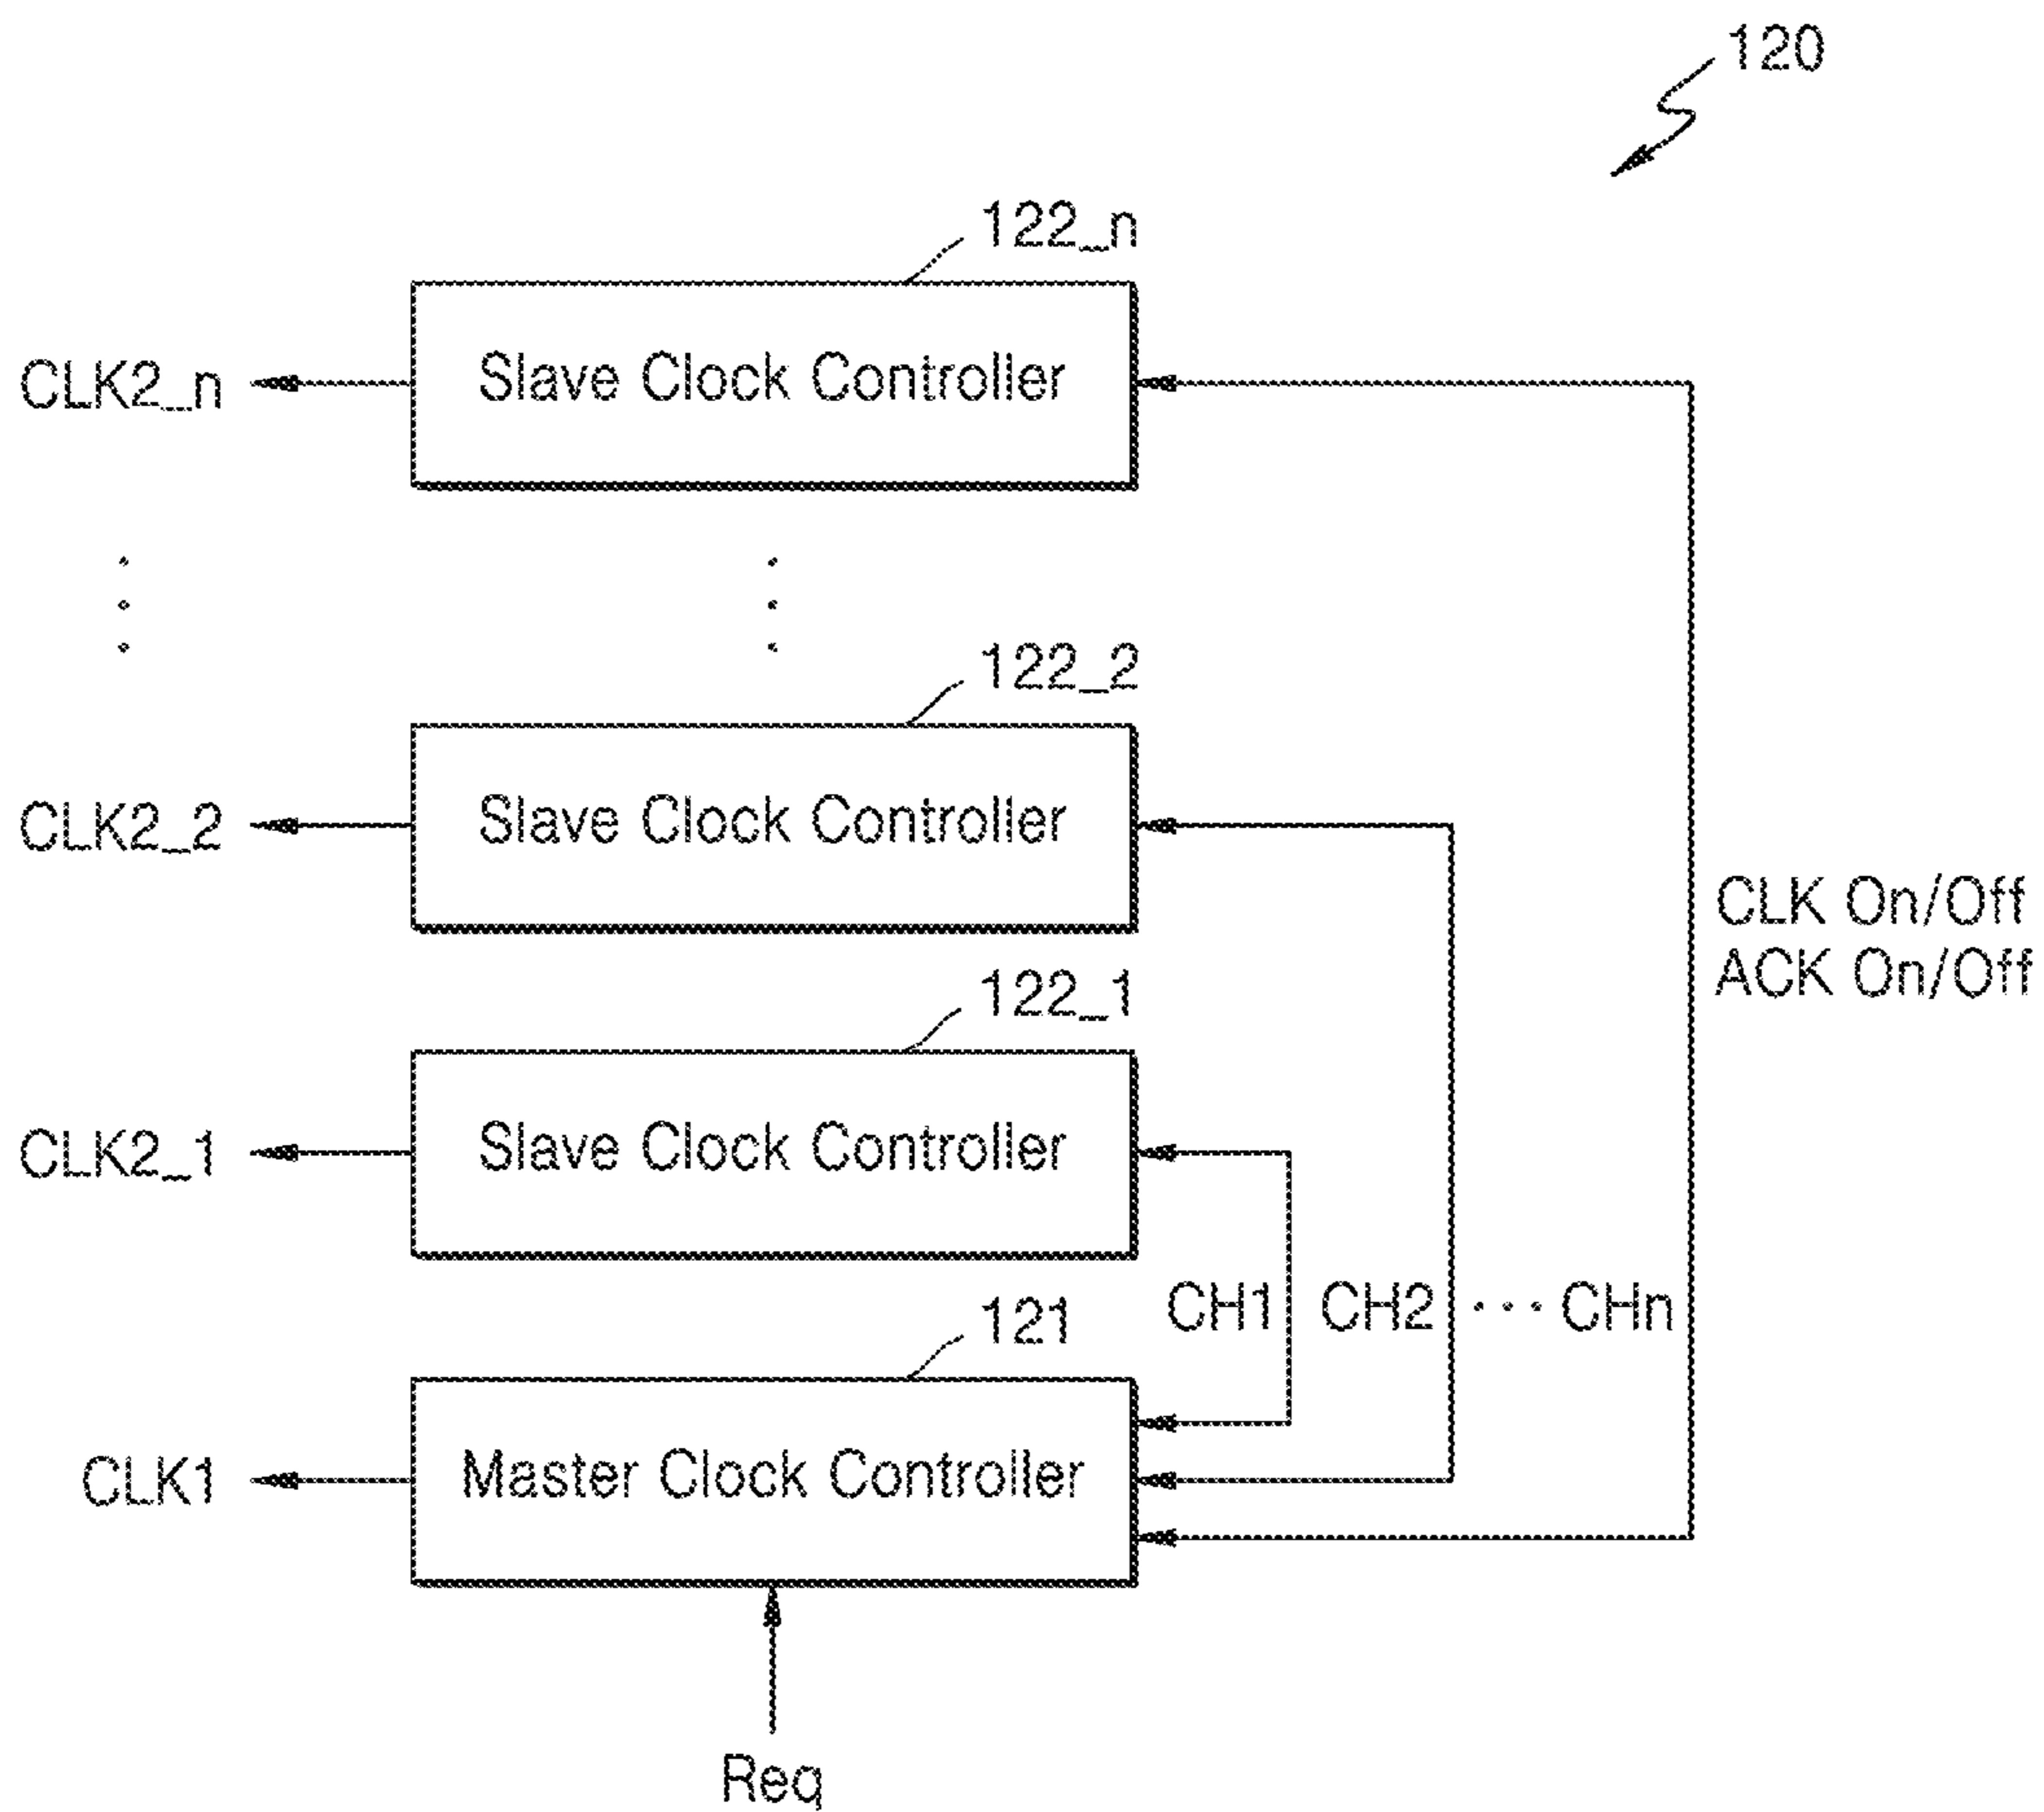 120
122_n
CLK2_n
Slave Clock Controller
122_2
CLK2_2
Slave Clock Controller
CLK On/Off
ACK On/Off
122_1
CLK2_1
Slave Clock Controller
CH1 CH2 ··· CHn
121
CLK1
Master Clock Controller
Req